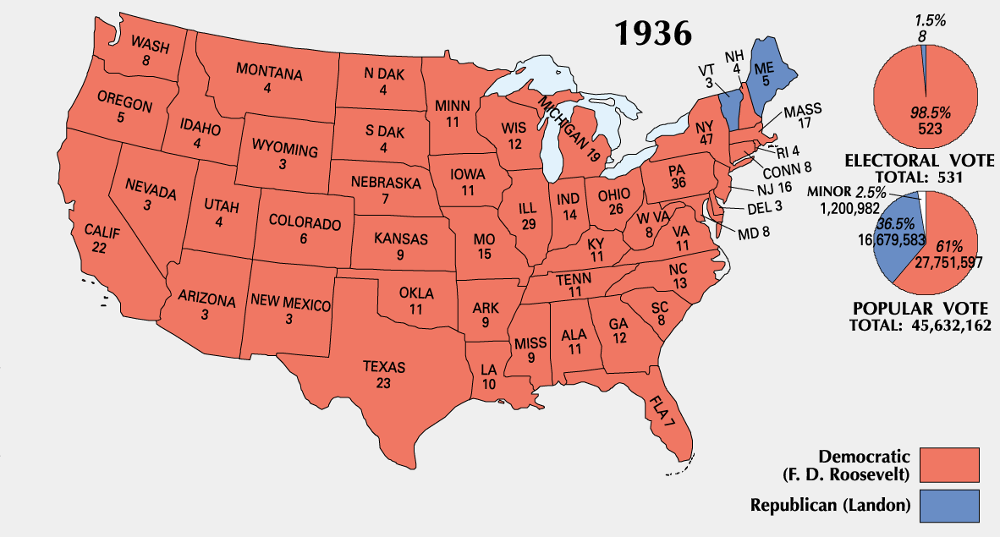 1936
WASH
8
OREGON
5
CALIF
22
NEVADA
3
IDAHO
4
MONTANA
4
WYOMING
3
UTAH
4
COLORADO
6
ARIZONA
3
NEW MEXICO
3
N DAK
4
S DAK
4
NEBRASKA
7
KANSAS
9
OKLA
11
TEXAS
23
MINN
11
IOWA
11
MO
15
ARK
9
LA
10
WIS
12
ILL
29
MICHIGAN 19
IND
14
OHIO
26
KY
11
TENN
11
MISS
9
ALA
11
GA
12
FLA 7
SC
8
NC
13
VA
11
W VA
8
PA
36
NY
47
VT
3
NH
4
ME
5
MASS
17
RI 4
CONN 8
NJ 16
DEL 3
MD 8
1.5%
8
98.5%
523
ELECTORAL VOTE
TOTAL: 531
MINOR 2.5%
1,200,982
36.5%
16,679,583
61%
27,751,597
POPULAR VOTE
TOTAL: 45,632,162
Democratic
(F. D. Roosevelt)
Republican (Landon)